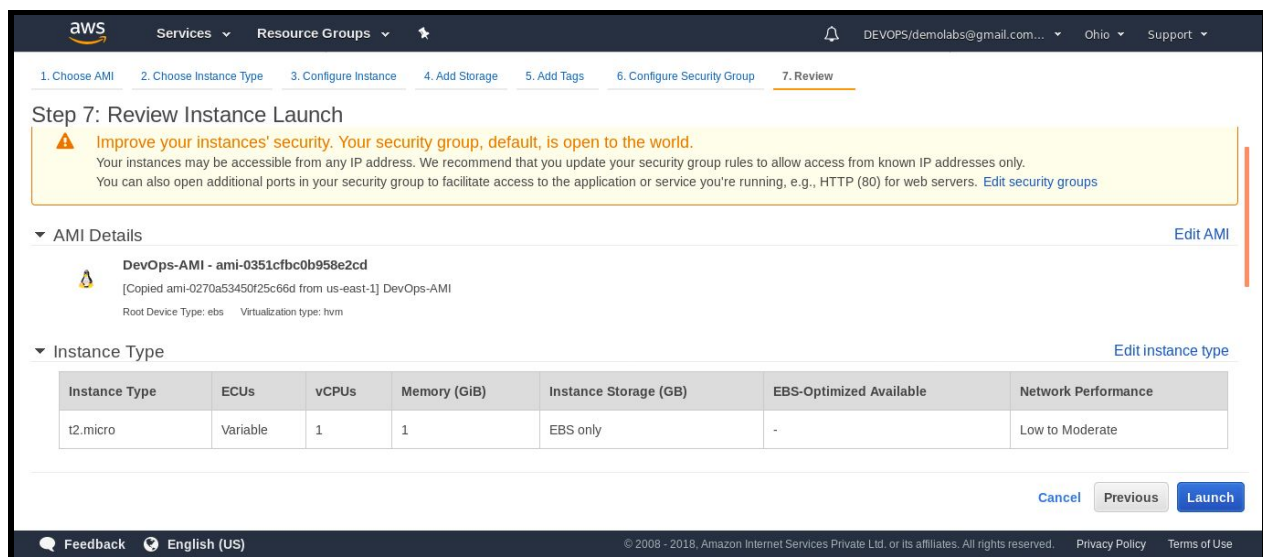 aws Services Resource Groups DEVOPS/demolabs@gmail.com... Ohio Support
1. Choose AMI 2. Choose Instance Type 3. Configure Instance 4. Add Storage 5. Add Tags 6. Configure Security Group 7. Review
Step 7: Review Instance Launch
Improve your instances' security. Your security group, default, is open to the world.
Your instances may be accessible from any IP address. We recommend that you update your security group rules to allow access from known IP addresses only.
You can also open additional ports in your security group to facilitate access to the application or service you're running, e.g., HTTP (80) for web servers. Edit security groups
AMI Details Edit AMI
DevOps-AMI - ami-0351cfbc0b958e2cd
[Copied ami-0270a53450f25c66d from us-east-1] DevOps-AMI
Root Device Type: ebs Virtualization type: hvm
Instance Type Edit instance type
Instance Type ECUs vCPUs Memory (GiB) Instance Storage (GB) EBS-Optimized Available Network Performance
t2.micro Variable 1 1 EBS only - Low to Moderate
Cancel Previous Launch
Feedback English (US) © 2008 - 2018, Amazon Internet Services Private Ltd. or its affiliates. All rights reserved. Privacy Policy Terms of Use